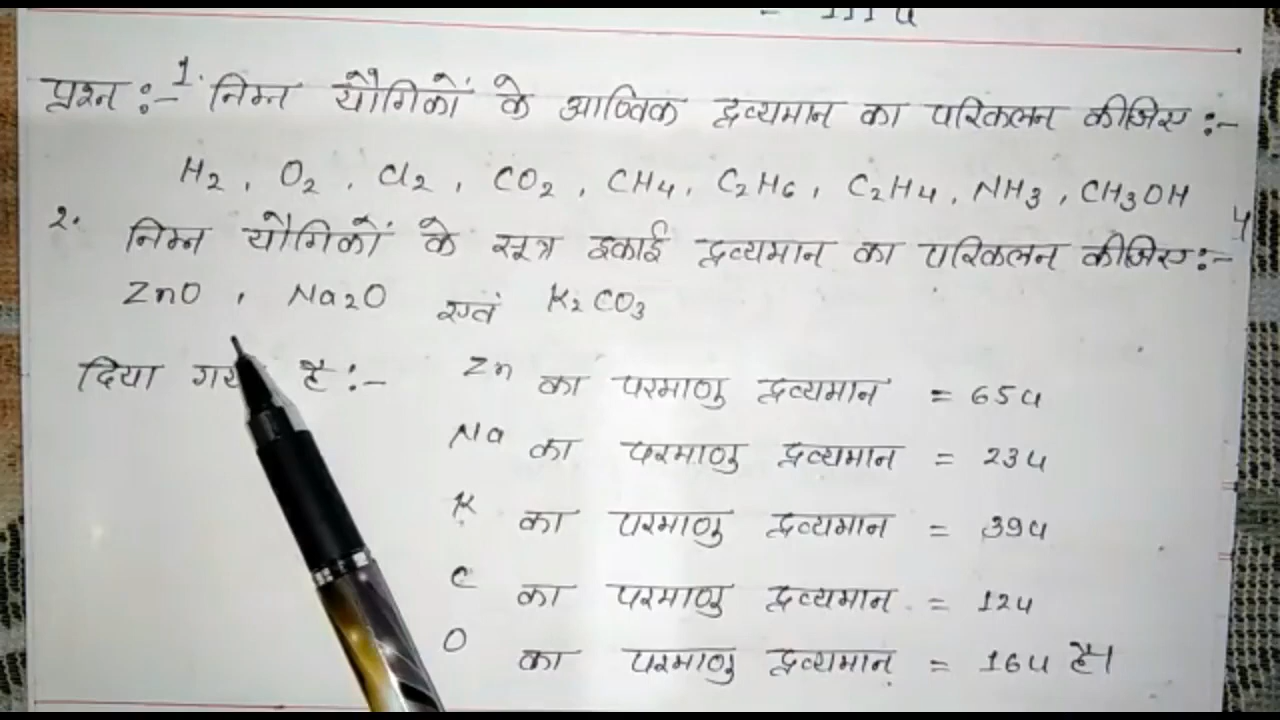 = 111 u
प्रश्न :- 1. निम्न यौगिकों के आण्विक द्रव्यमान का परिकलन कीजिए :-
H2, O2, Cl2, CO2, CH4, C2H6, C2H4, NH3, CH3OH
2. निम्न यौगिकों के सूत्र इकाई द्रव्यमान का परिकलन कीजिए:-
ZnO, Na2O एवं K2CO3
दिया है :- Zn का परमाणु द्रव्यमान = 65u
Na का परमाणु द्रव्यमान = 23u
K का परमाणु द्रव्यमान = 39u
C का परमाणु द्रव्यमान = 12u
O का परमाणु द्रव्यमान = 16u है।